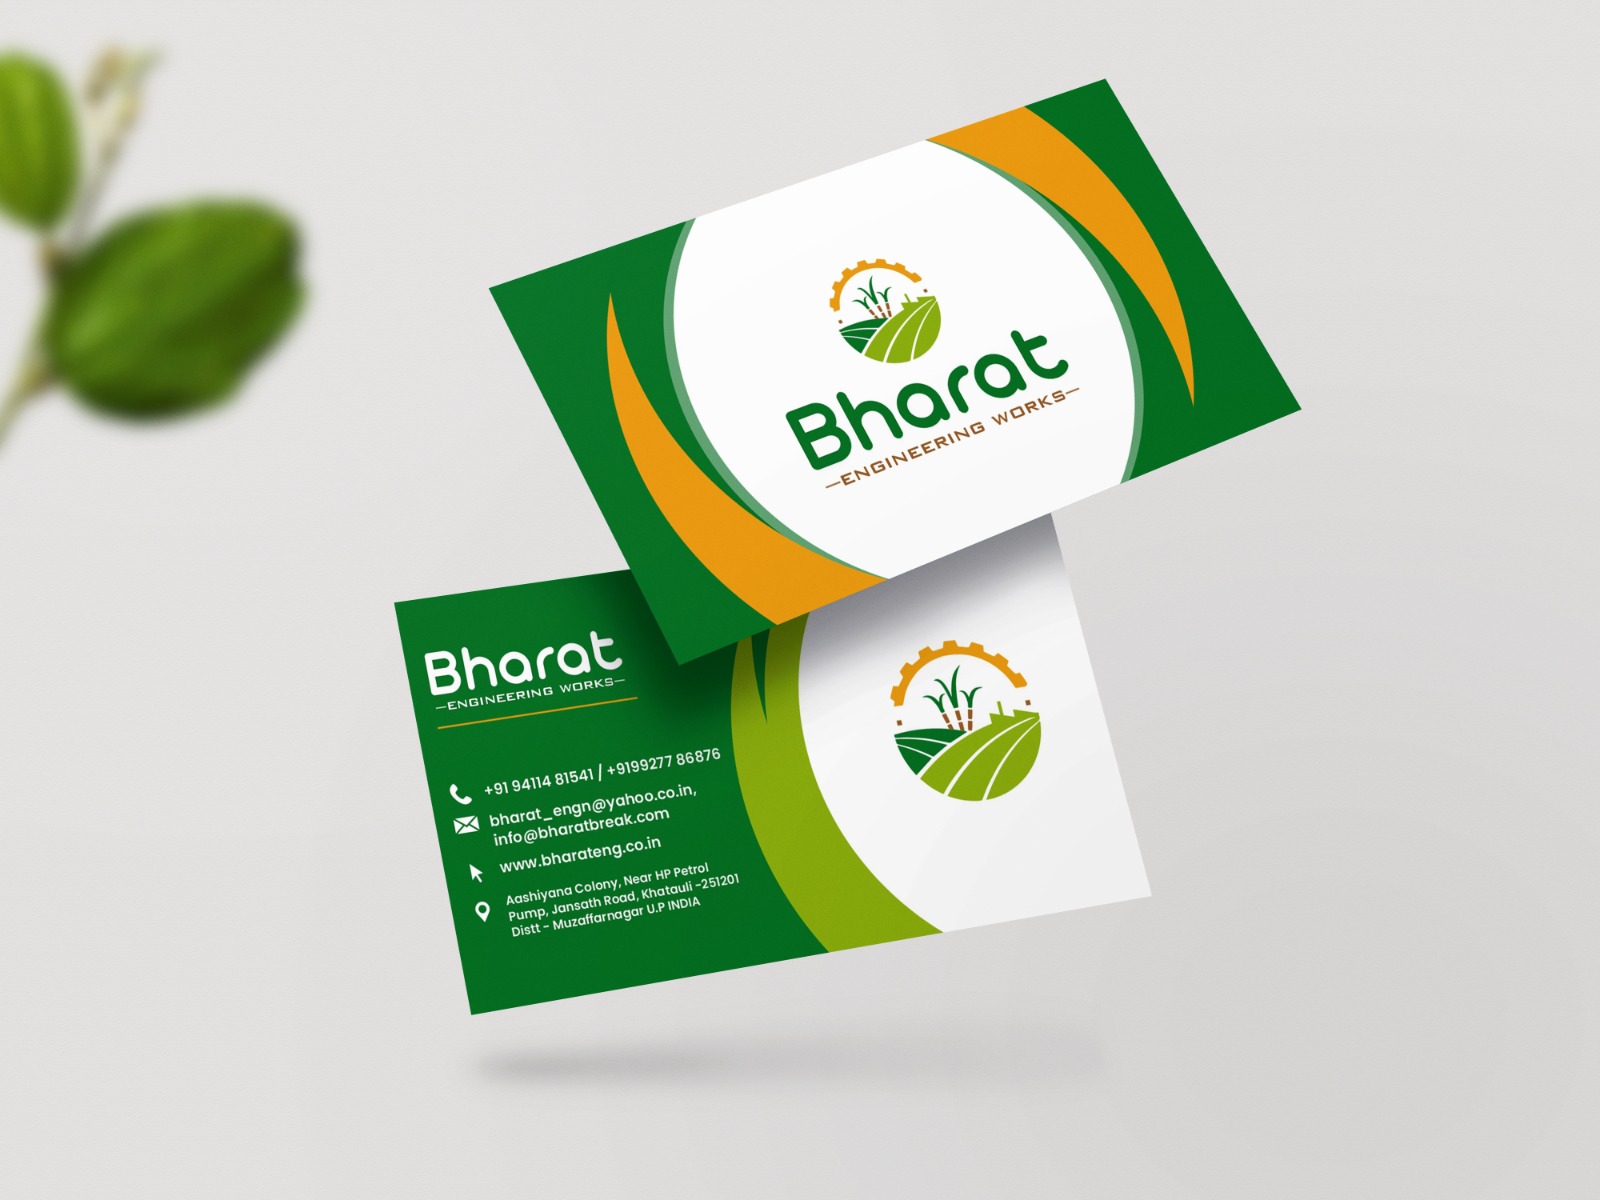 Bharat
ENGINEERING WORKS
Bharat
ENGINEERING WORKS
+91 94114 81541 / +9199277 86876
bharat_engn@yahoo.co.in,
info@bharatbreak.com
www.bharateng.co.in
Aashiyana Colony, Near HP Petrol
Pump, Jansath Road, Khatauli -251201
Distt - Muzaffarnagar U.P INDIA